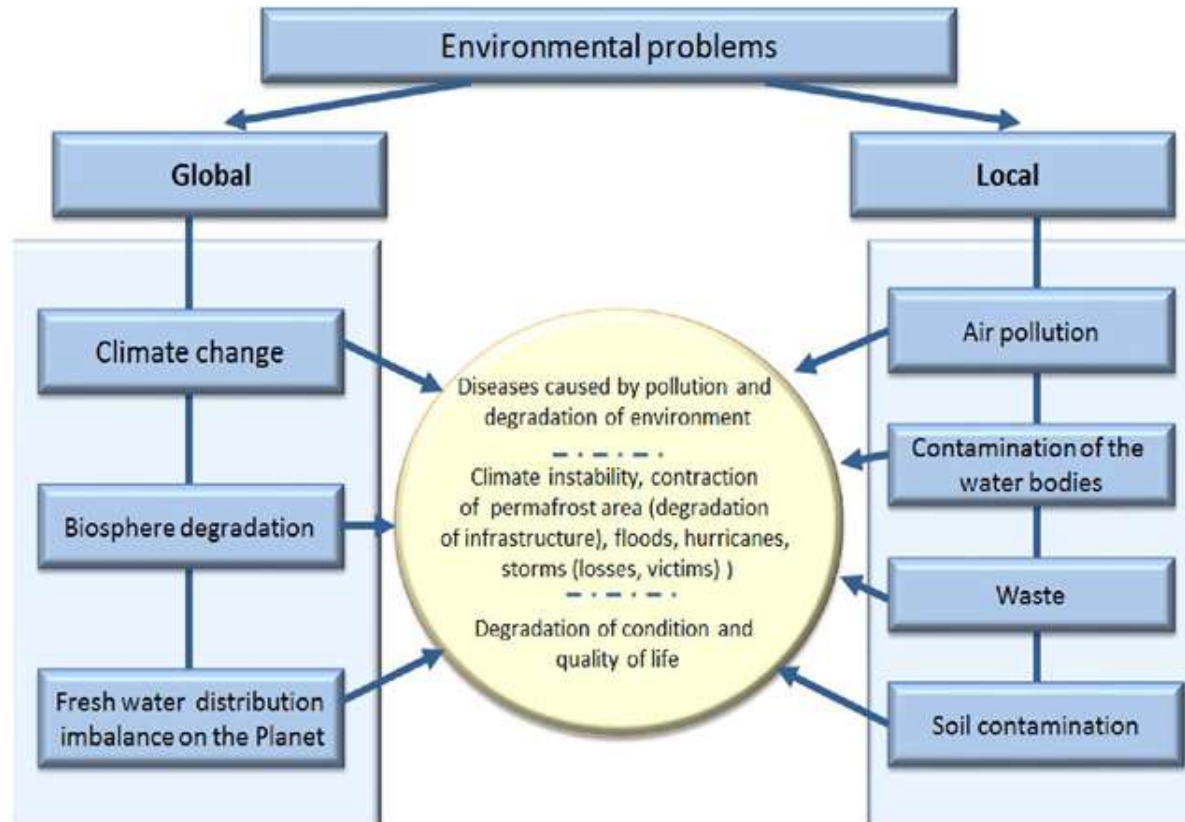 Environmental problems
Global
Local
Climate change
Biosphere degradation
Fresh water distribution
imbalance on the Planet
Diseases caused by pollution and
degradation of environment
Climate instability, contraction
of permafrost area (degradation
of infrastructure), floods, hurricanes,
storms (losses, victims) )
Degradation of condition and
quality of life
Air pollution
Contamination of the
water bodies
Waste
Soil contamination